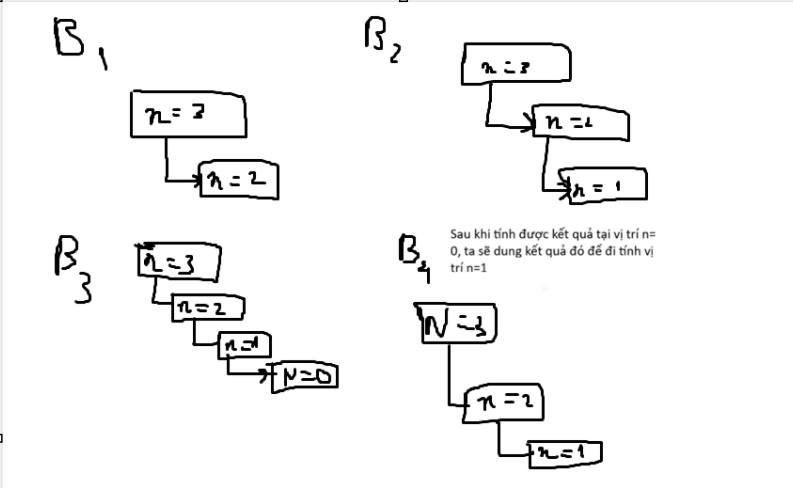 B1
n=3
n=2
B2
n=3
n=2
n=1
B3
n=3
n=2
n=1
N=0
B4
Sau khi tính được kết quả tại vị trí n=
0, ta sẽ dung kết quả đó để đi tính vị
trí n=1
N=3
n=2
n=1